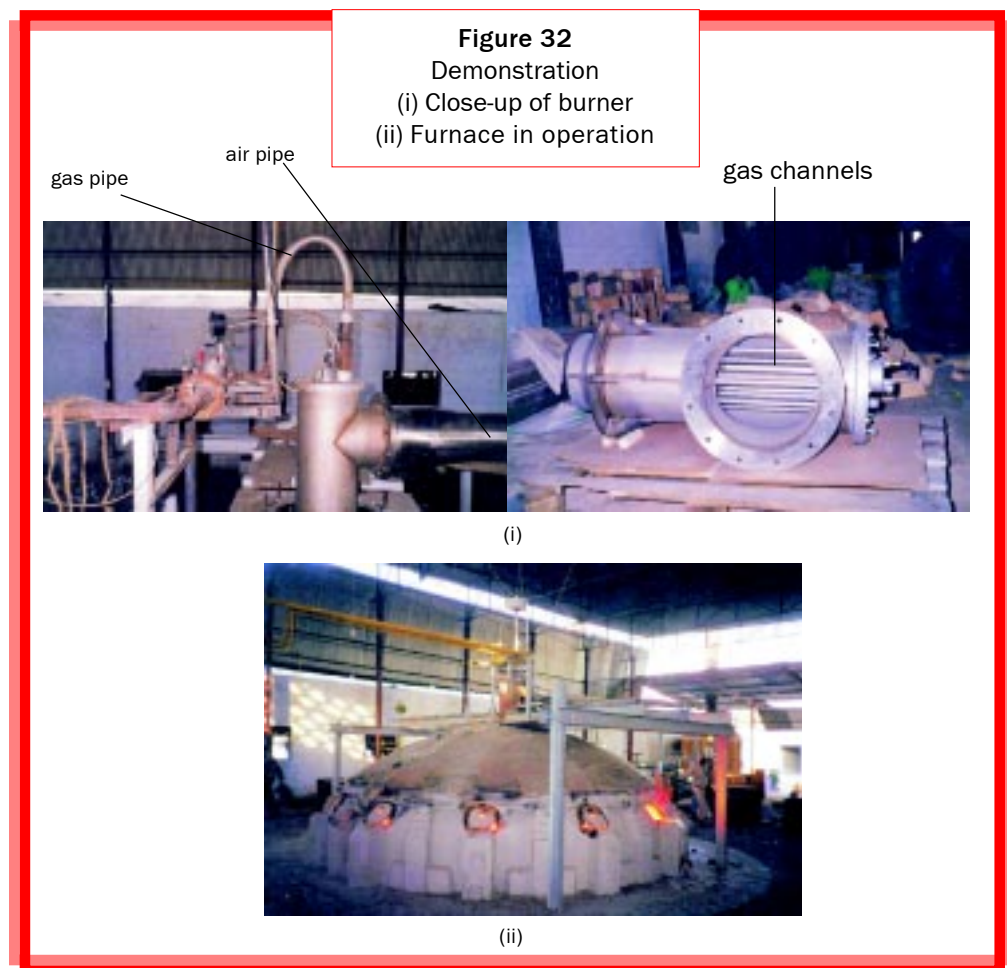 Figure 32
Demonstration
(i) Close-up of burner
(ii) Furnace in operation
air pipe
gas pipe
gas channels
(i)
(ii)